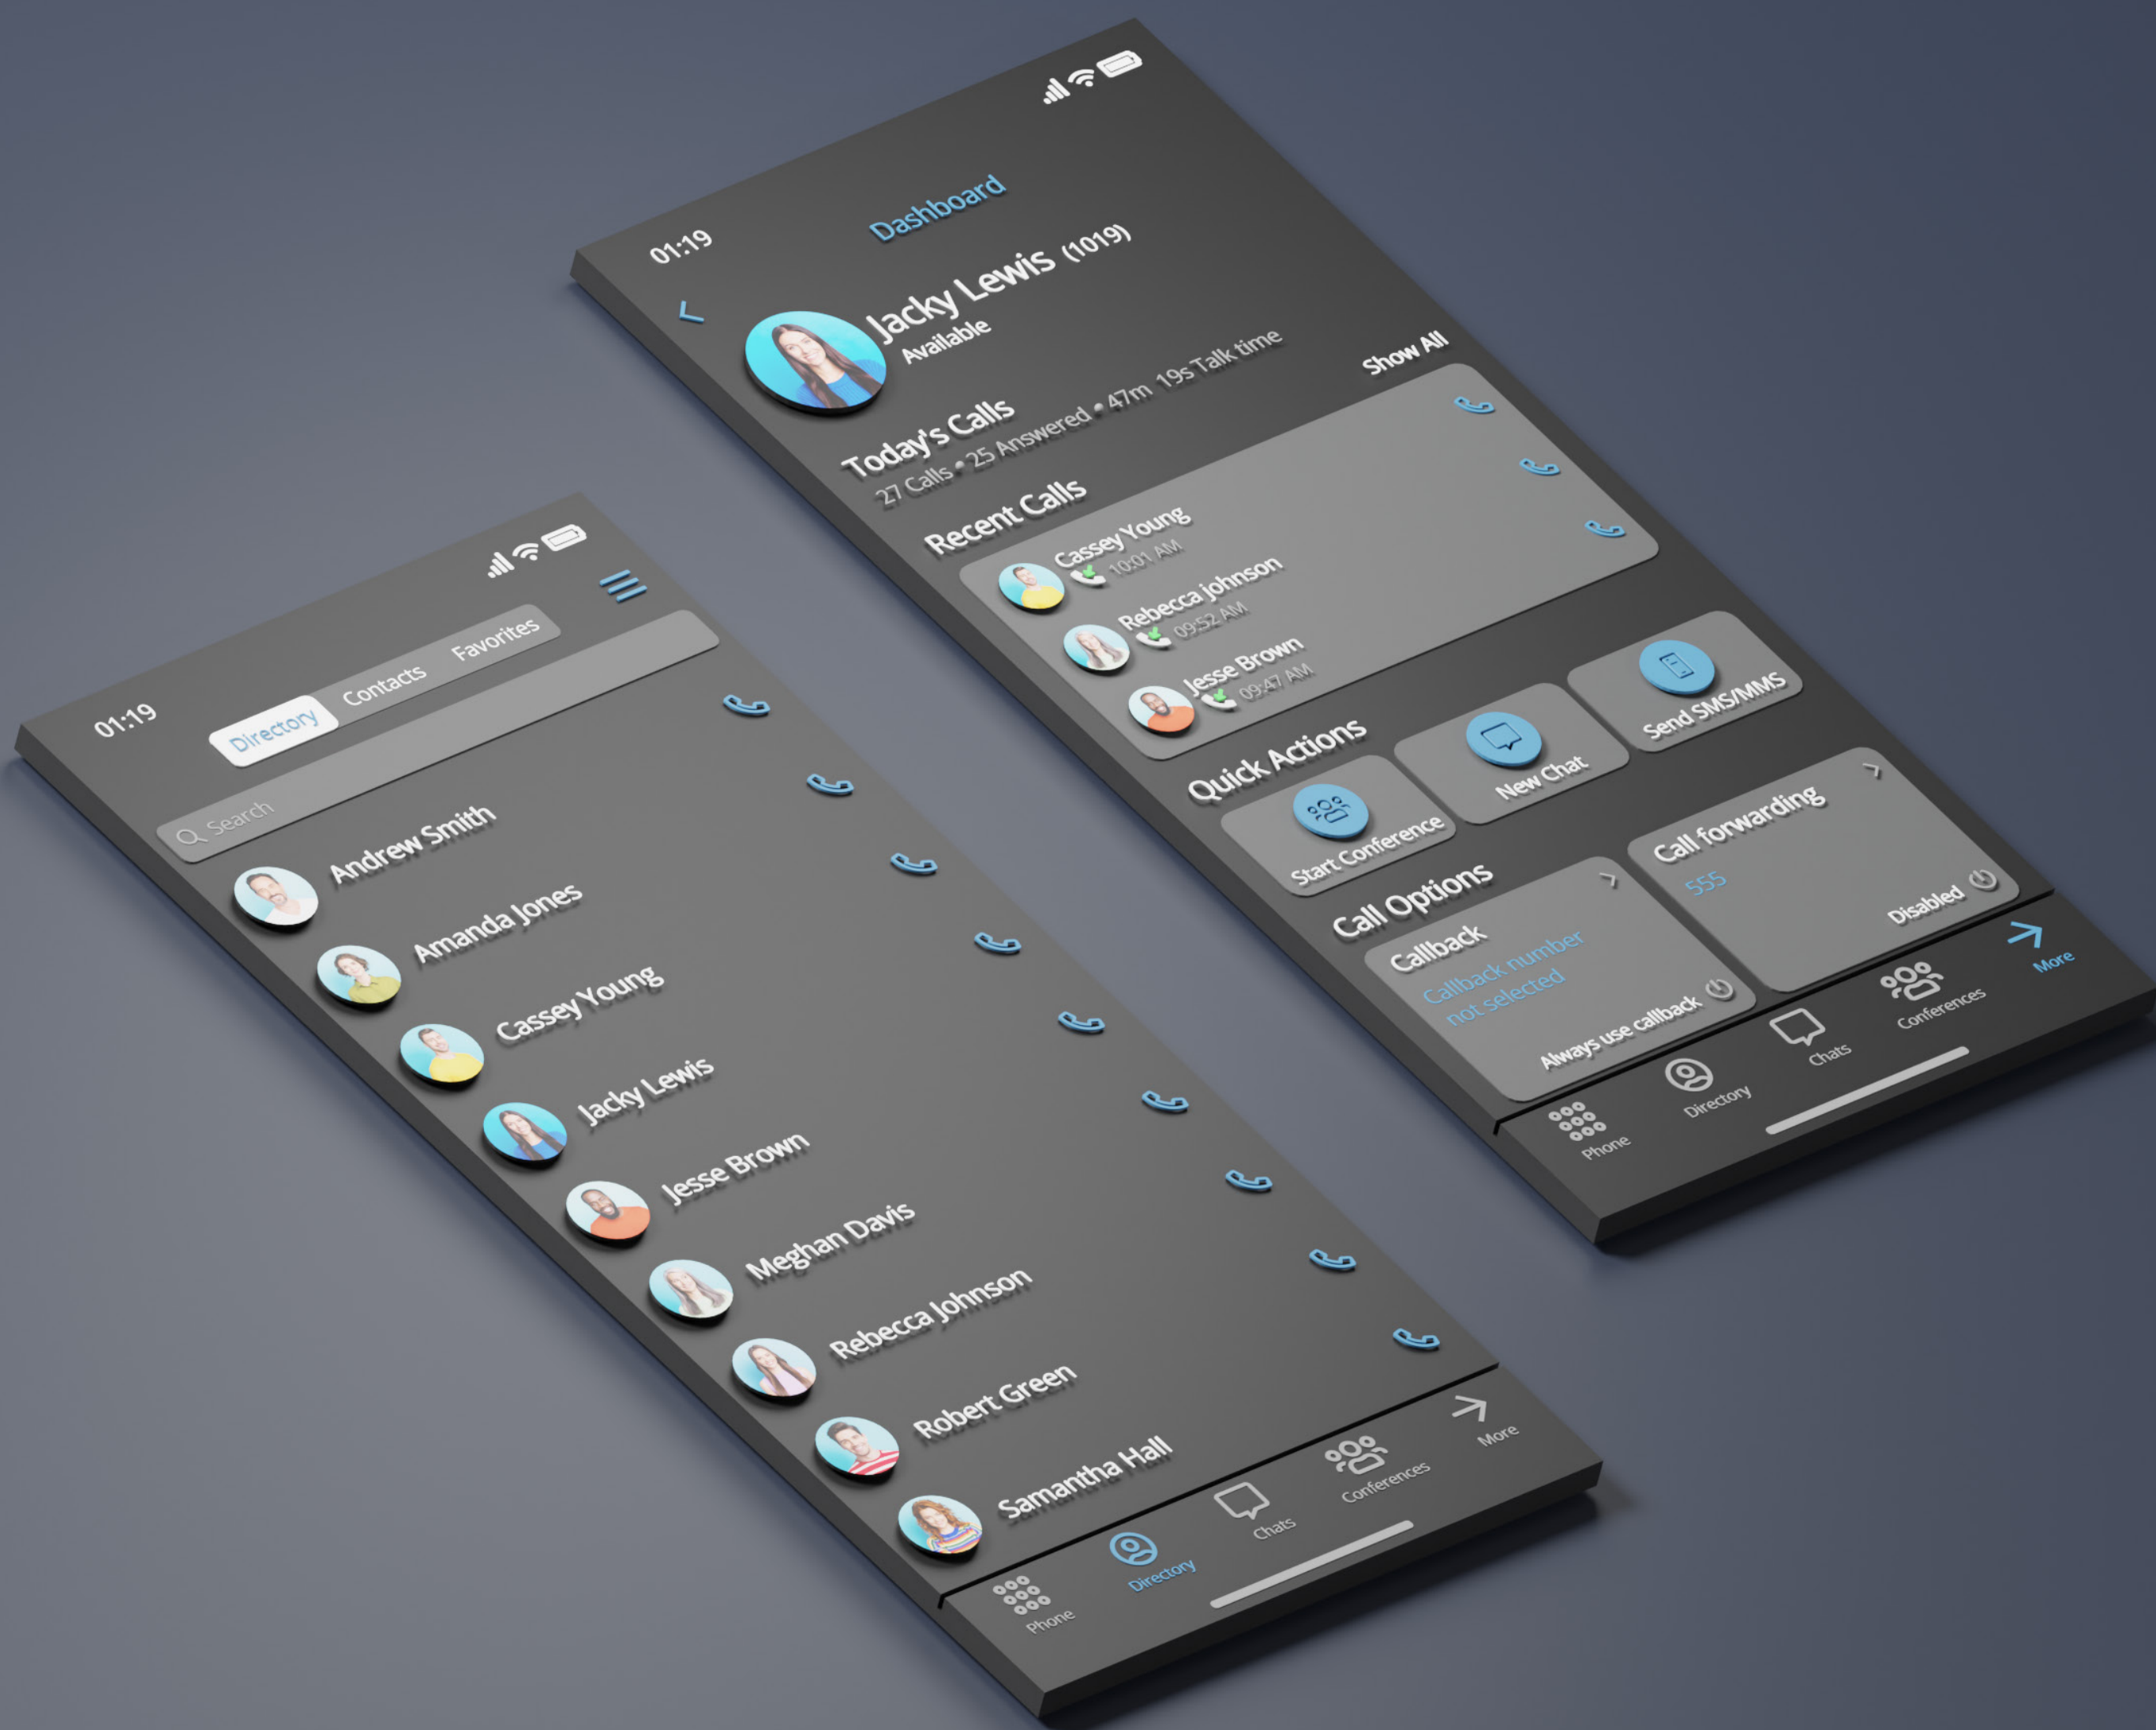 01:19
Directory
Contacts
Favorites
Search
Andrew Smith
Amanda Jones
Cassey Young
Jacky Lewis
Jesse Brown
Meghan Davis
Rebecca Johnson
Robert Green
Samantha Hall
Phone
Directory
Chats
Conferences
More
01:19
Dashboard
Jacky Lewis (1019)
Available
Today's Calls
27 Calls • 25 Answered • 47m 19s Talk time
Recent Calls
Show All
Cassey Young
10:01 AM
Rebecca johnson
09:52 AM
Jesse Brown
09:47 AM
Quick Actions
Start Conference
New Chat
Send SMS/MMS
Call Options
Callback
Callback number
not selected
Always use callback
Call forwarding
555
Disabled
Phone
Directory
Chats
Conferences
More